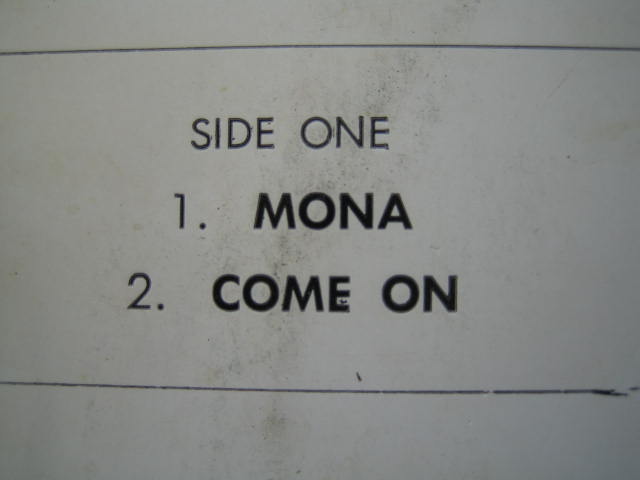 SIDE ONE
1. MONA
2. COME ON